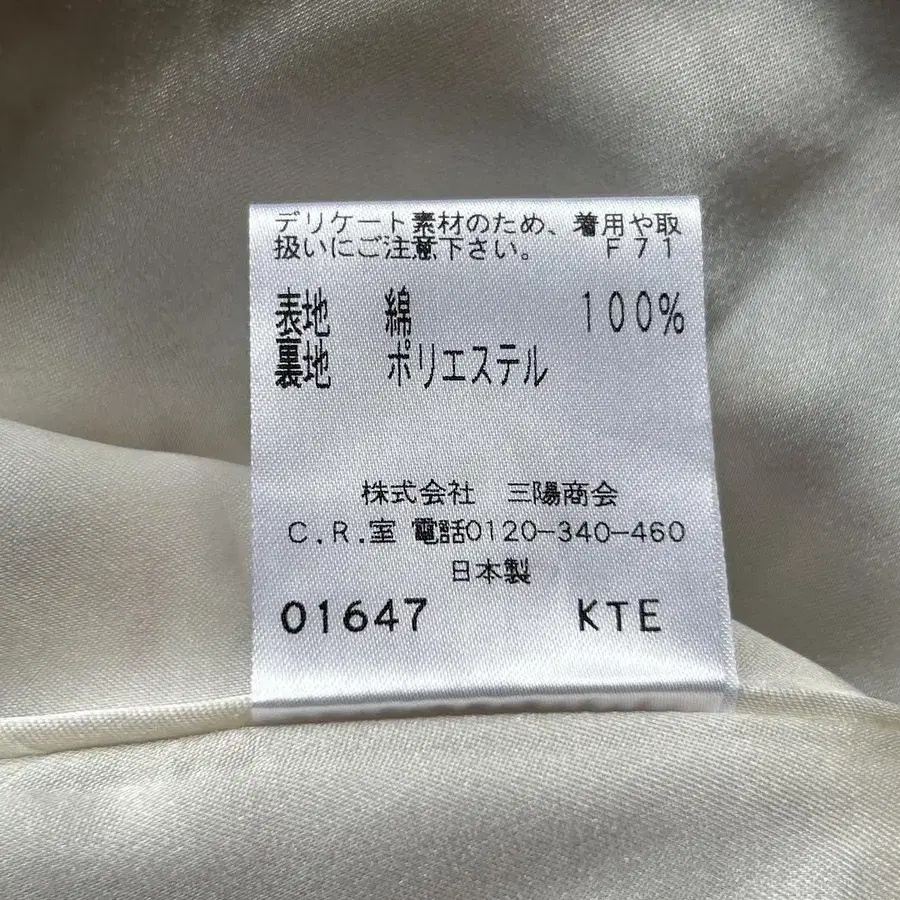 デリケート素材のため、着用や取
扱いにご注意下さい。 F71
表地 綿 100%
裏地 ポリエステル
株式会社 三陽商会
C.R.室 電話0120-340-460
日本製
01647 KTE